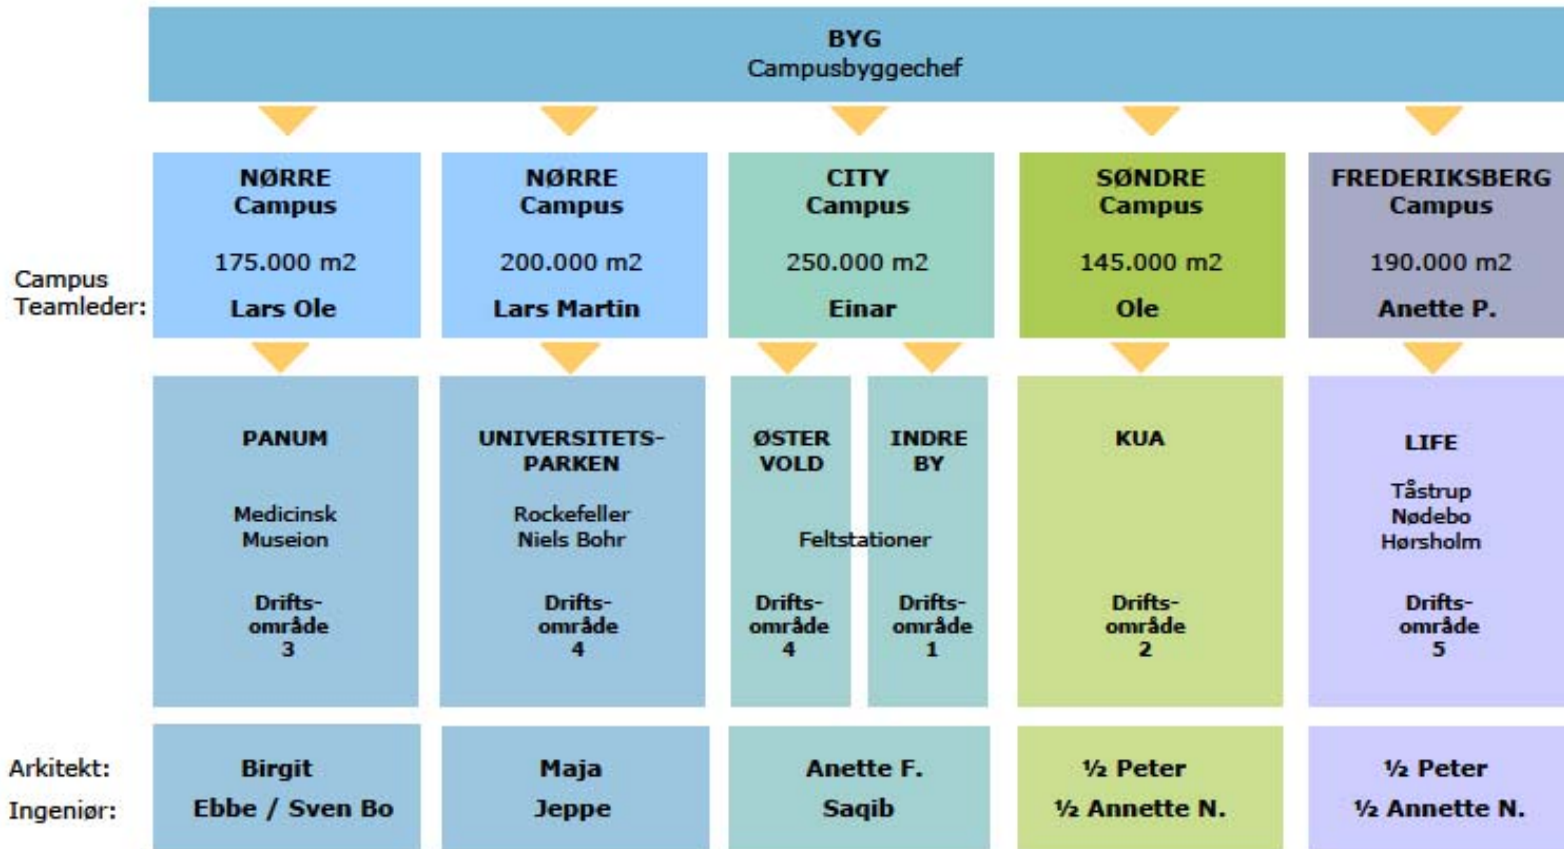 BYG
Campusbyggechef
NØRRE
Campus
175.000 m2
Lars Ole
NØRRE
Campus
200.000 m2
Lars Martin
CITY
Campus
250.000 m2
Einar
SØNDRE
Campus
145.000 m2
Ole
FREDERIKSBERG
Campus
190.000 m2
Anette P.
Campus
Teamleder:
PANUM
Medicinsk
Museion
Drifts-
område
3
UNIVERSITETS-
PARKEN
Rockefeller
Niels Bohr
Drifts-
område
4
ØSTER
VOLD
INDRE
BY
Feltstationer
Drifts-
område
4
Drifts-
område
1
KUA
Drifts-
område
2
LIFE
Tåstrup
Nødebo
Hørsholm
Drifts-
område
5
Arkitekt:
Birgit
Maja
Anette F.
½ Peter
½ Peter
Ingeniør:
Ebbe / Sven Bo
Jeppe
Saqib
½ Annette N.
½ Annette N.